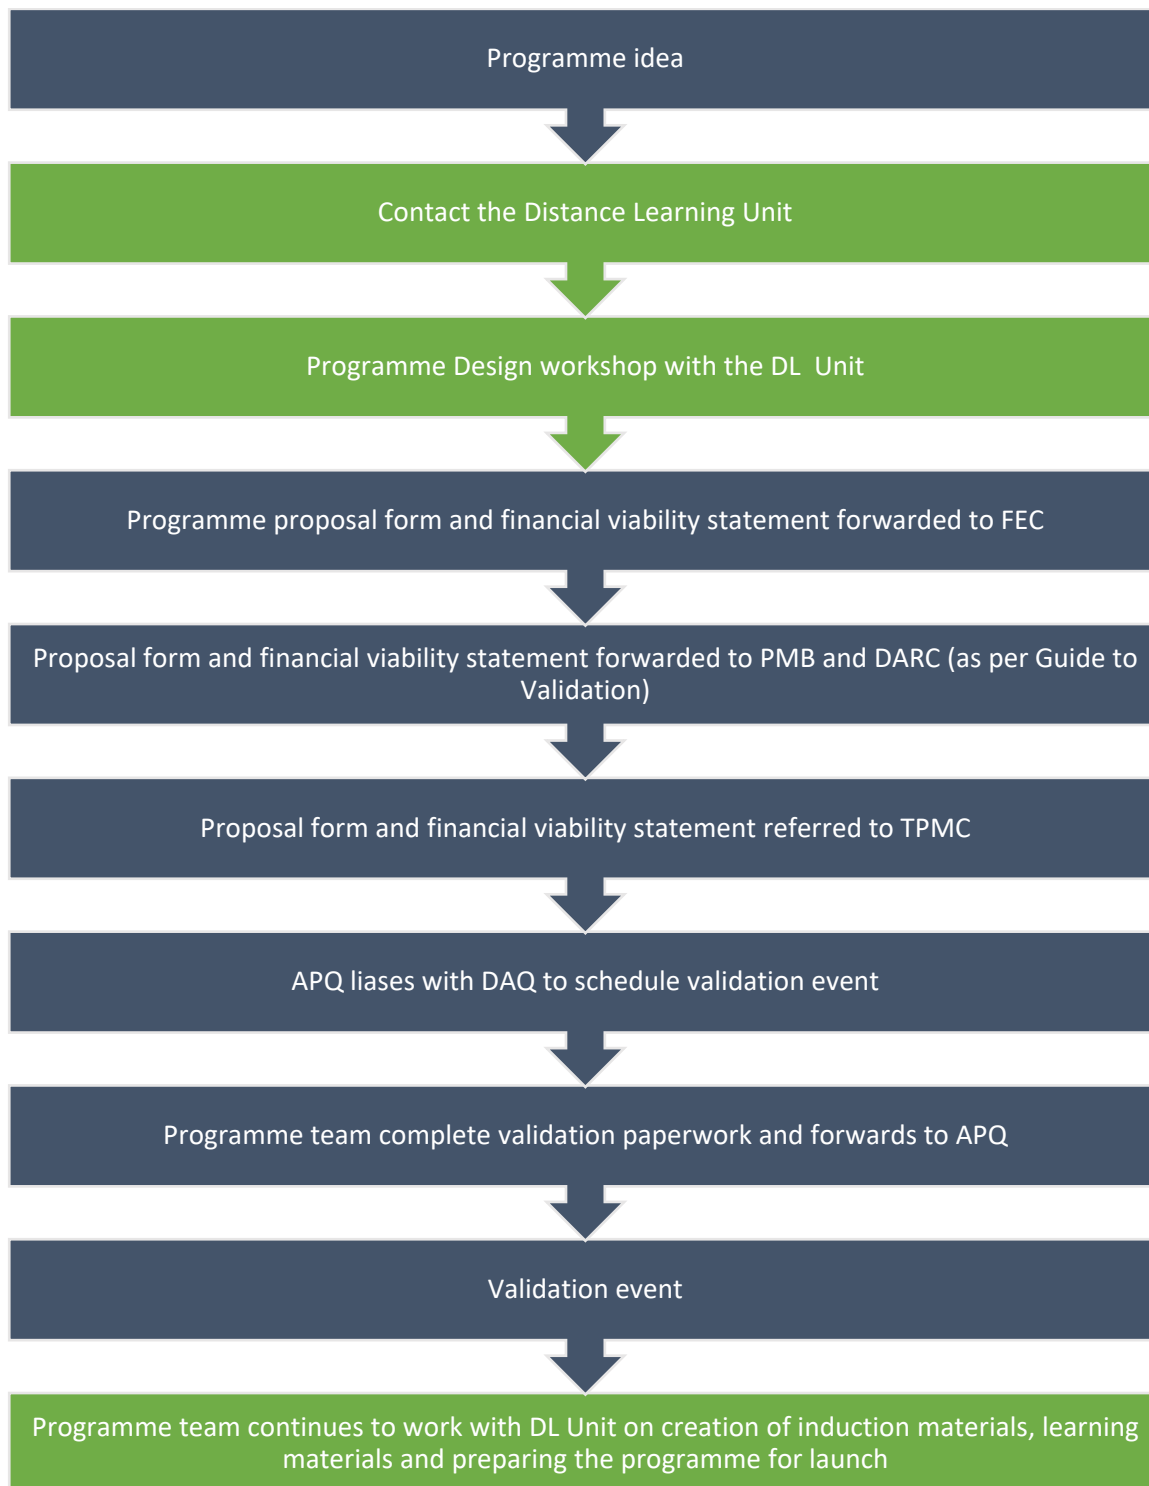 Programme idea
Contact the Distance Learning Unit
Programme Design workshop with the DL  Unit
Programme proposal form and financial viability statement forwarded to FEC
Proposal form and financial viability statement forwarded to PMB and DARC (as per Guide to
Validation)
Proposal form and financial viability statement referred to TPMC
APQ liases with DAQ to schedule validation event
Programme team complete validation paperwork and forwards to APQ
Validation event
Programme team continues to work with DL Unit on creation of induction materials, learning
materials and preparing the programme for launch